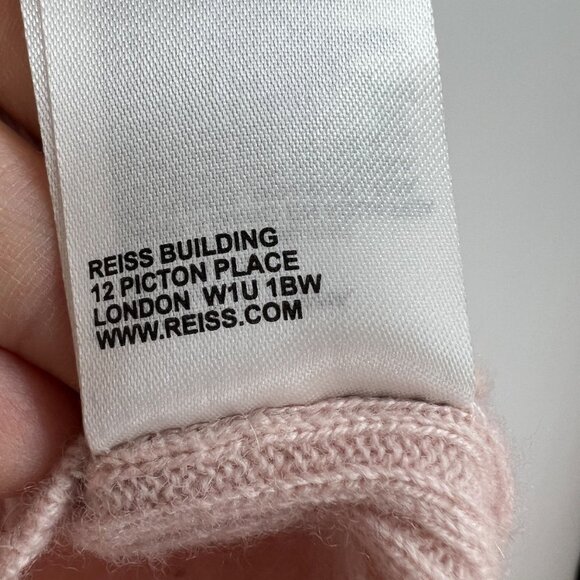 REISS BUILDING
12 PICTON PLACE
LONDON W1U 1BW
WWW.REISS.COM